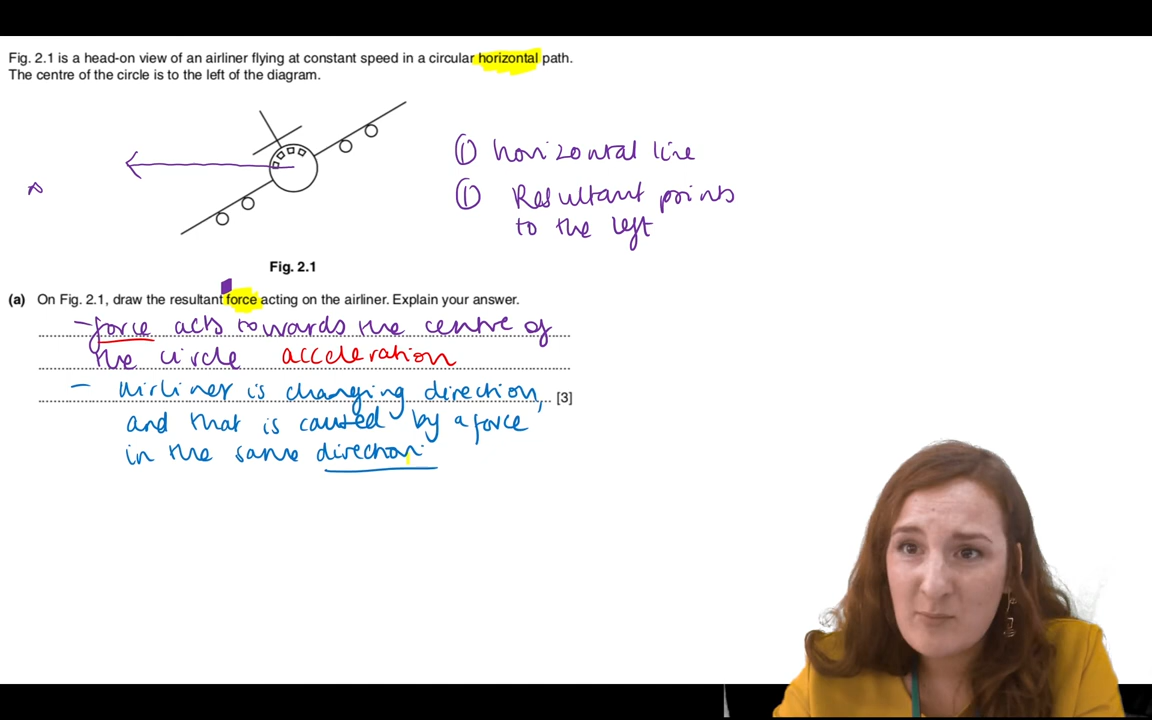 Fig. 2.1 is a head-on view of an airliner flying at constant speed in a circular horizontal path.
The centre of the circle is to the left of the diagram.
① horizontal line
① Resultant points
to the left
Fig. 2.1
(a) On Fig. 2.1, draw the resultant force acting on the airliner. Explain your answer.
- force acts towards the centre of
the circle acceleration
- Airliner is changing direction, [3]
and that is caused by a force
in the same direction